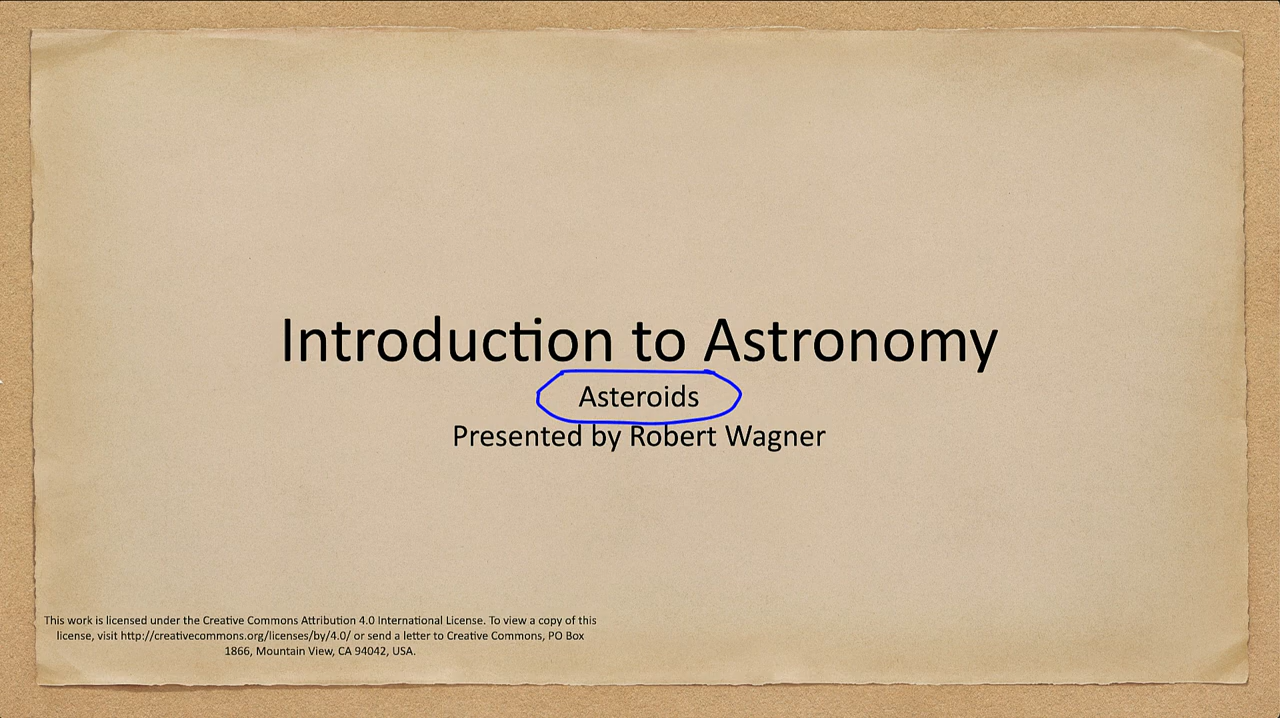 Introduction to Astronomy
Asteroids
Presented by Robert Wagner
This work is licensed under the Creative Commons Attribution 4.0 International License. To view a copy of this
license, visit http://creativecommons.org/licenses/by/4.0/ or send a letter to Creative Commons, PO Box
1866, Mountain View, CA 94042, USA.